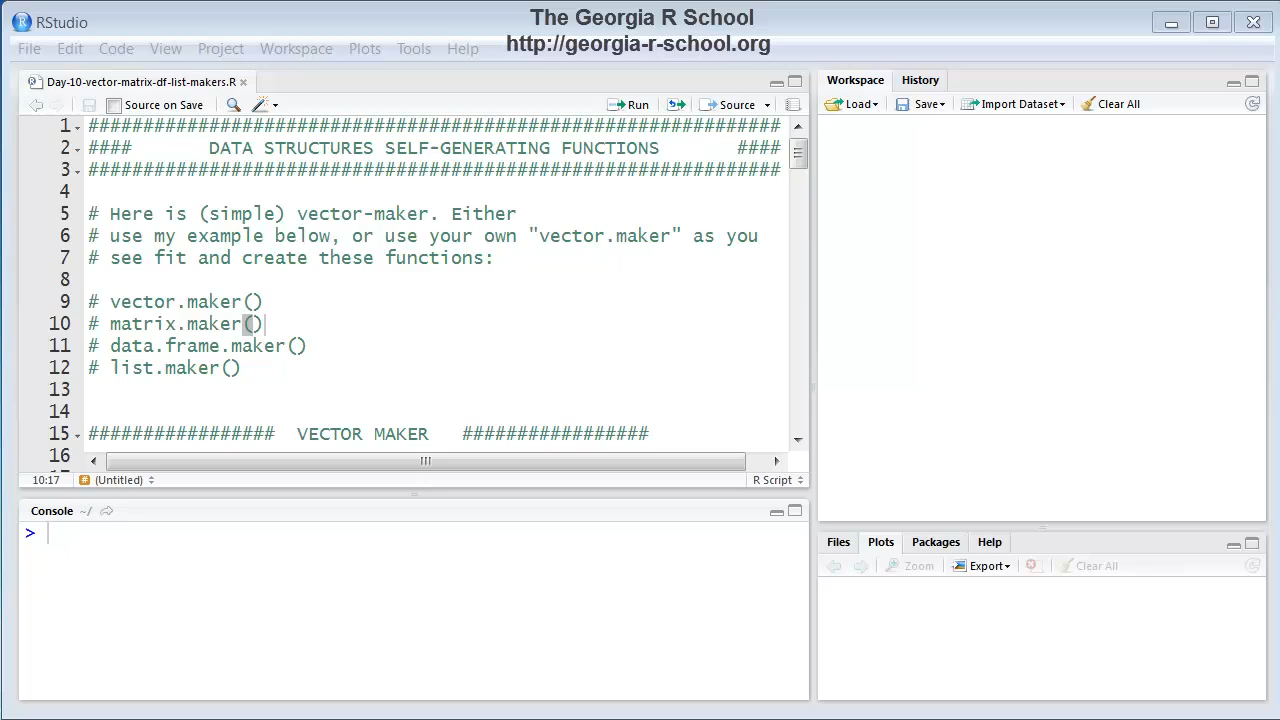 The Georgia R School
http://georgia-r-school.org
RStudio
File Edit Code View Project Workspace Plots Tools Help
Day-10-vector-matrix-df-list-makers.R
Source on Save Run Source
1 ###############################################################
2 #### DATA STRUCTURES SELF-GENERATING FUNCTIONS ####
3 ###############################################################
4
5 # Here is (simple) vector-maker. Either
6 # use my example below, or use your own "vector.maker" as you
7 # see fit and create these functions:
8
9 # vector.maker()
10 # matrix.maker()
11 # data.frame.maker()
12 # list.maker()
13
14
15 ################# VECTOR MAKER #################
16
10:17 # (Untitled) R Script
Console ~/
>
Workspace History
Load Save Import Dataset Clear All
Files Plots Packages Help
Zoom Export Clear All